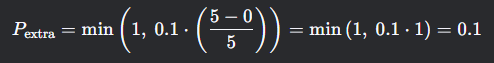 P_extra = min(1, 0.1 · ((5 − 0)/5)) = min (1, 0.1 · 1) = 0.1